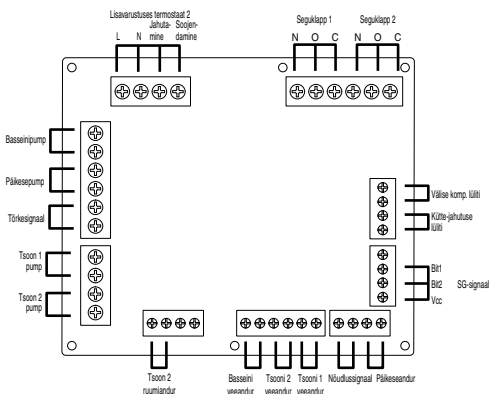 Lisavarustuses termostaat 2
L N Jahuta-mine Soojen-damine
Seguklapp 1
N O C
Seguklapp 2
N O C
Basseinipump
Päikesepump
Tõrkesignaal
Tsoon 1
pump
Tsoon 2
pump
Välise komp. lüliti
Kütte-jahutuse
lüliti
Bit1
Bit2
Vcc
SG-signaal
Tsoon 2
ruumiandur
Basseini
veeandur
Tsooni 2
veeandur
Tsooni 1
veeandur
Nõudlussignaal
Päikeseandur